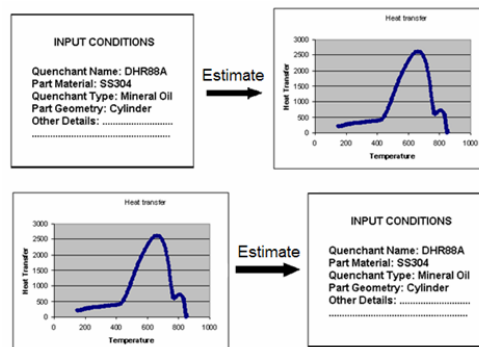 INPUT CONDITIONS
Quenchant Name: DHR88A
Part Material: SS304
Quenchant Type: Mineral Oil
Part Geometry: Cylinder
Other Details: ......................
............................................
Estimate
Heat transfer
Heat Transfer
3000
2500
2000
1500
1000
500
0
0 200 400 600 800 1000
Temperature
Heat transfer
Heat Transfer
3000
2500
2000
1500
1000
500
0
0 200 400 600 800 1000
Temperature
Estimate
INPUT CONDITIONS
Quenchant Name: DHR88A
Part Material: SS304
Quenchant Type: Mineral Oil
Part Geometry: Cylinder
Other Details: ......................
............................................